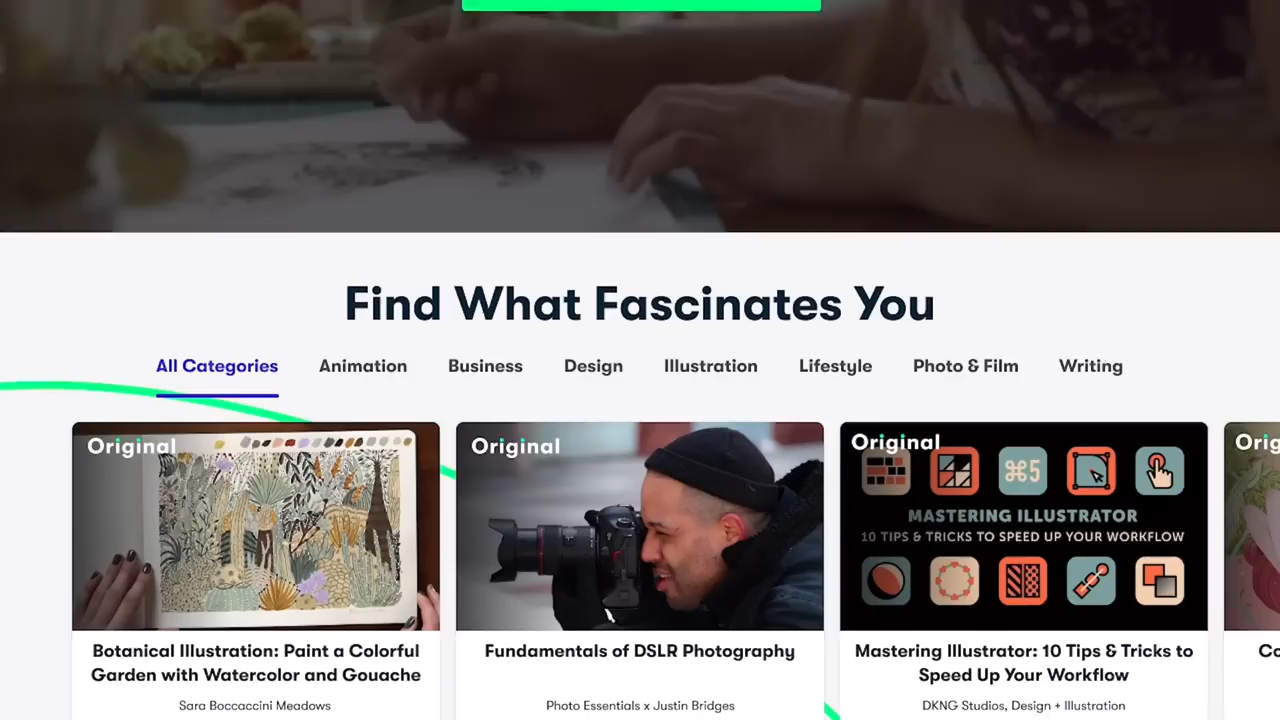 Find What Fascinates You
All Categories Animation Business Design Illustration Lifestyle Photo & Film Writing
Original
Original
Original
⌘5
MASTERING ILLUSTRATOR
10 TIPS & TRICKS TO SPEED UP YOUR WORKFLOW
Botanical Illustration: Paint a Colorful
Garden with Watercolor and Gouache
Sara Boccaccini Meadows
Fundamentals of DSLR Photography
Photo Essentials x Justin Bridges
Mastering Illustrator: 10 Tips & Tricks to
Speed Up Your Workflow
DKNG Studios, Design + Illustration